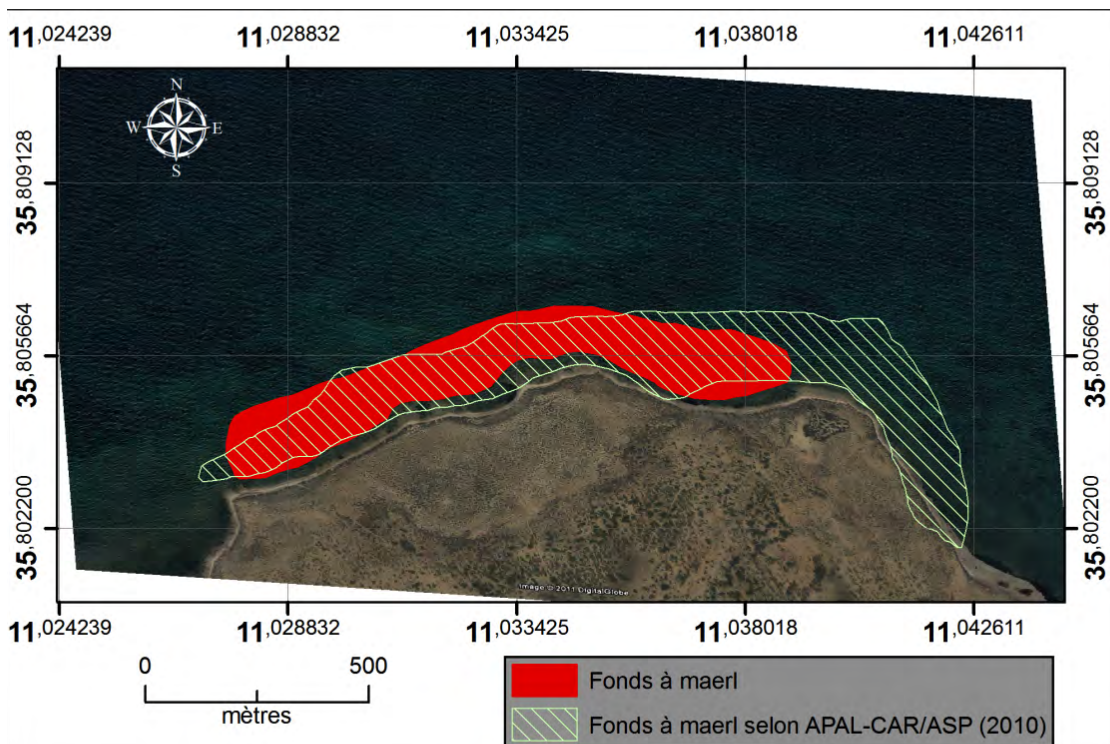 11,024239 11,028832 11,033425 11,038018 11,042611
N
W E
S
35,809128 35,809128
35,805664 35,805664
35,802200 35,802200
Image © 2011 DigitalGlobe
11,024239 11,028832 11,033425 11,038018 11,042611
0 500
mètres
Fonds à maerl
Fonds à maerl selon APAL-CAR/ASP (2010)